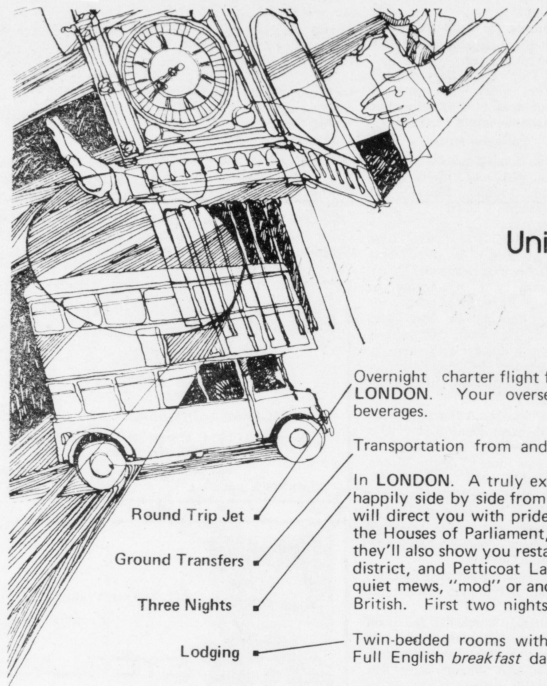 Uni
Round Trip Jet
Overnight charter flight f
LONDON. Your overse
beverages.
Ground Transfers
Transportation from and
Three Nights
In LONDON. A truly ex
happily side by side from
will direct you with pride
the Houses of Parliament,
they'll also show you resta
district, and Petticoat La
quiet mews, "mod" or anc
British. First two nights
Lodging
Twin-bedded rooms with
Full English breakfast da